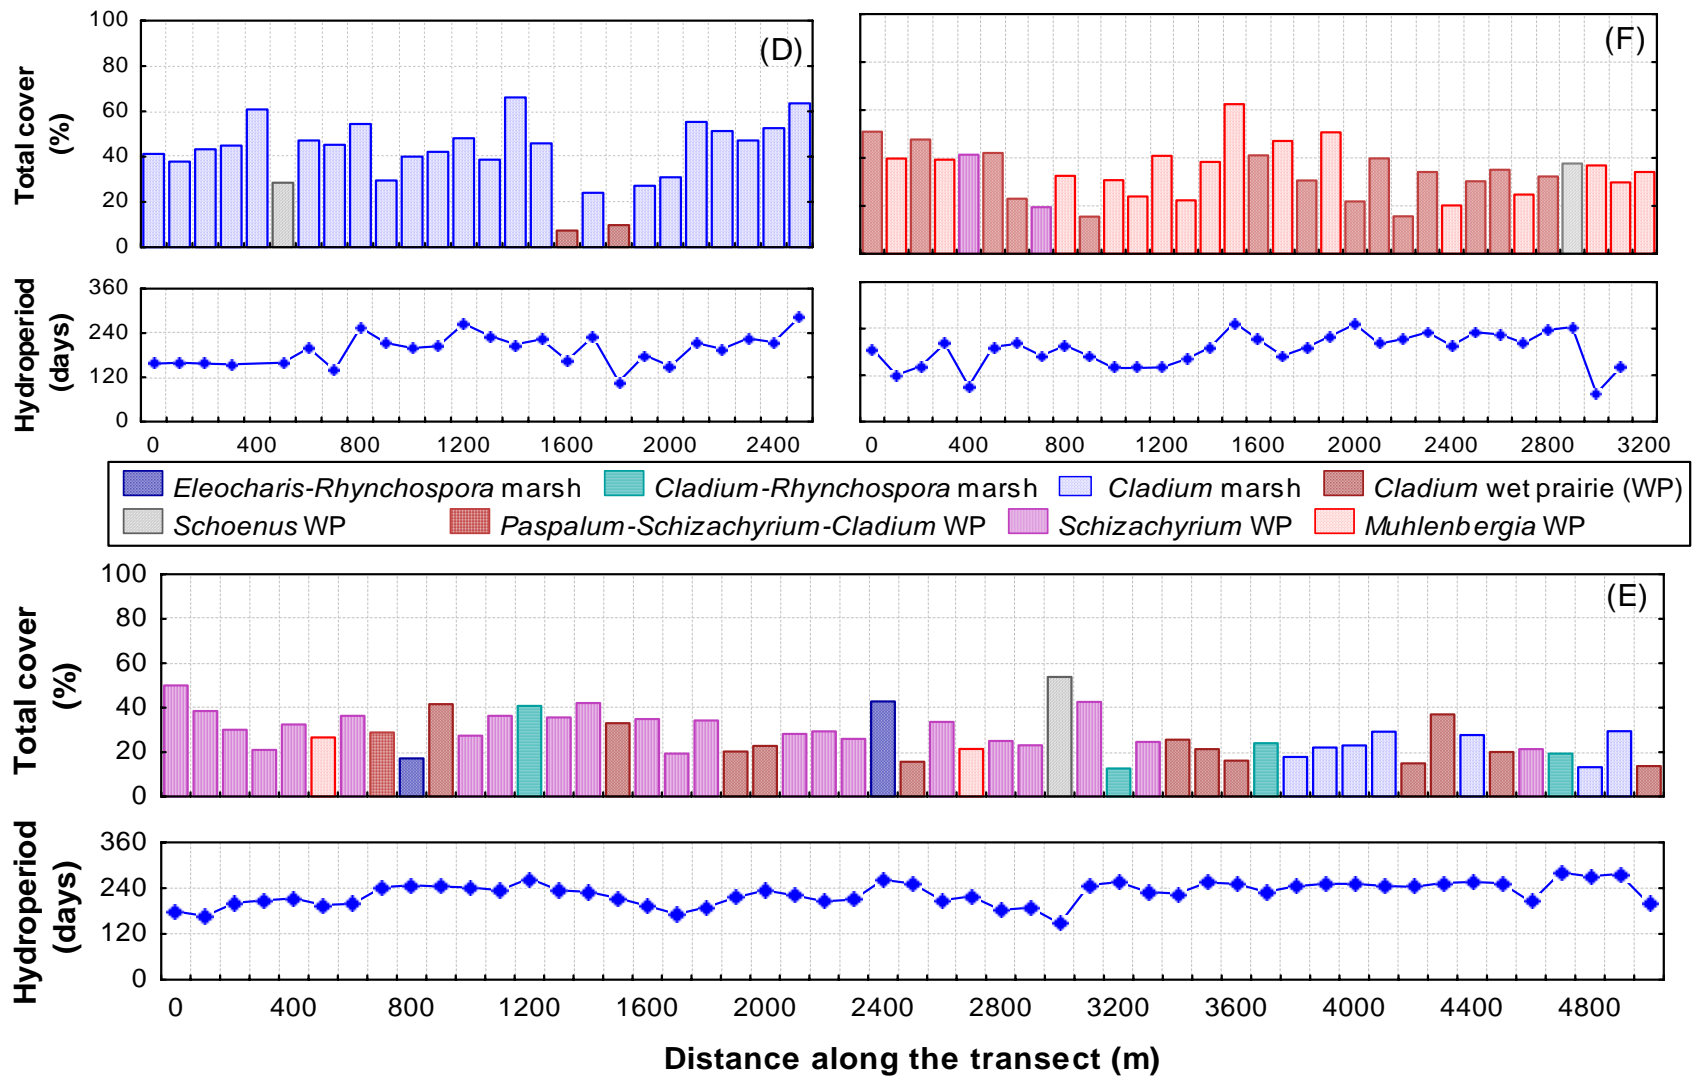 100
80
60
40
20
0
Total cover
(%)
(D)
(F)
360
240
120
0
Hydroperiod
(days)
0 400 800 1200 1600 2000 2400
0 400 800 1200 1600 2000 2400 2800 3200
Eleocharis-Rhynchospora marsh Cladium-Rhynchospora marsh Cladium marsh Cladium wet prairie (WP)
Schoenus WP Paspalum-Schizachyrium-Cladium WP Schizachyrium WP Muhlenbergia WP
100
80
60
40
20
0
Total cover
(%)
(E)
360
240
120
0
Hydroperiod
(days)
0 400 800 1200 1600 2000 2400 2800 3200 3600 4000 4400 4800
Distance along the transect (m)